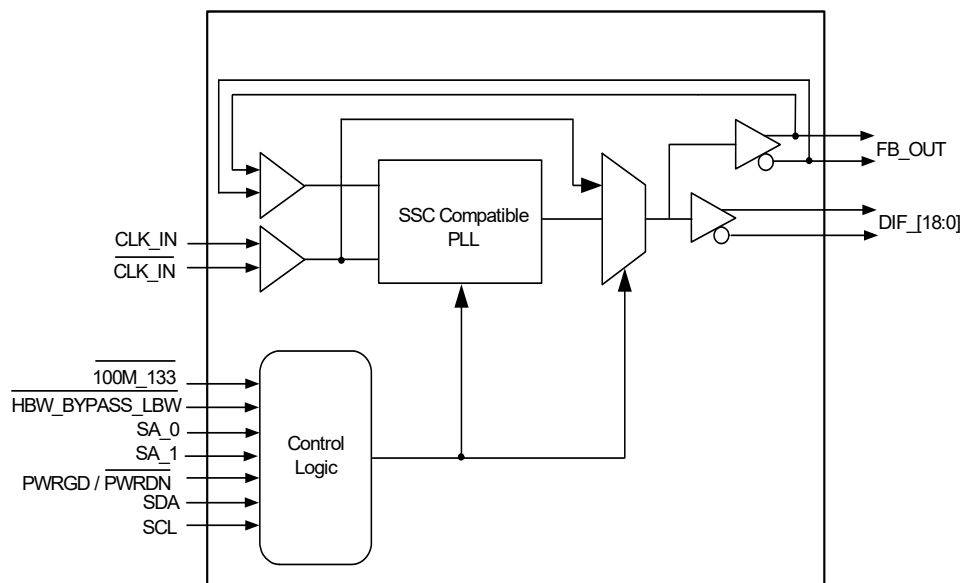 FB_OUT
SSC Compatible
PLL
DIF_[18:0]
CLK_IN
CLK_IN
100M_133
HBW_BYPASS_LBW
SA_0
SA_1
PWRGD / PWRDN
SDA
SCL
Control
Logic